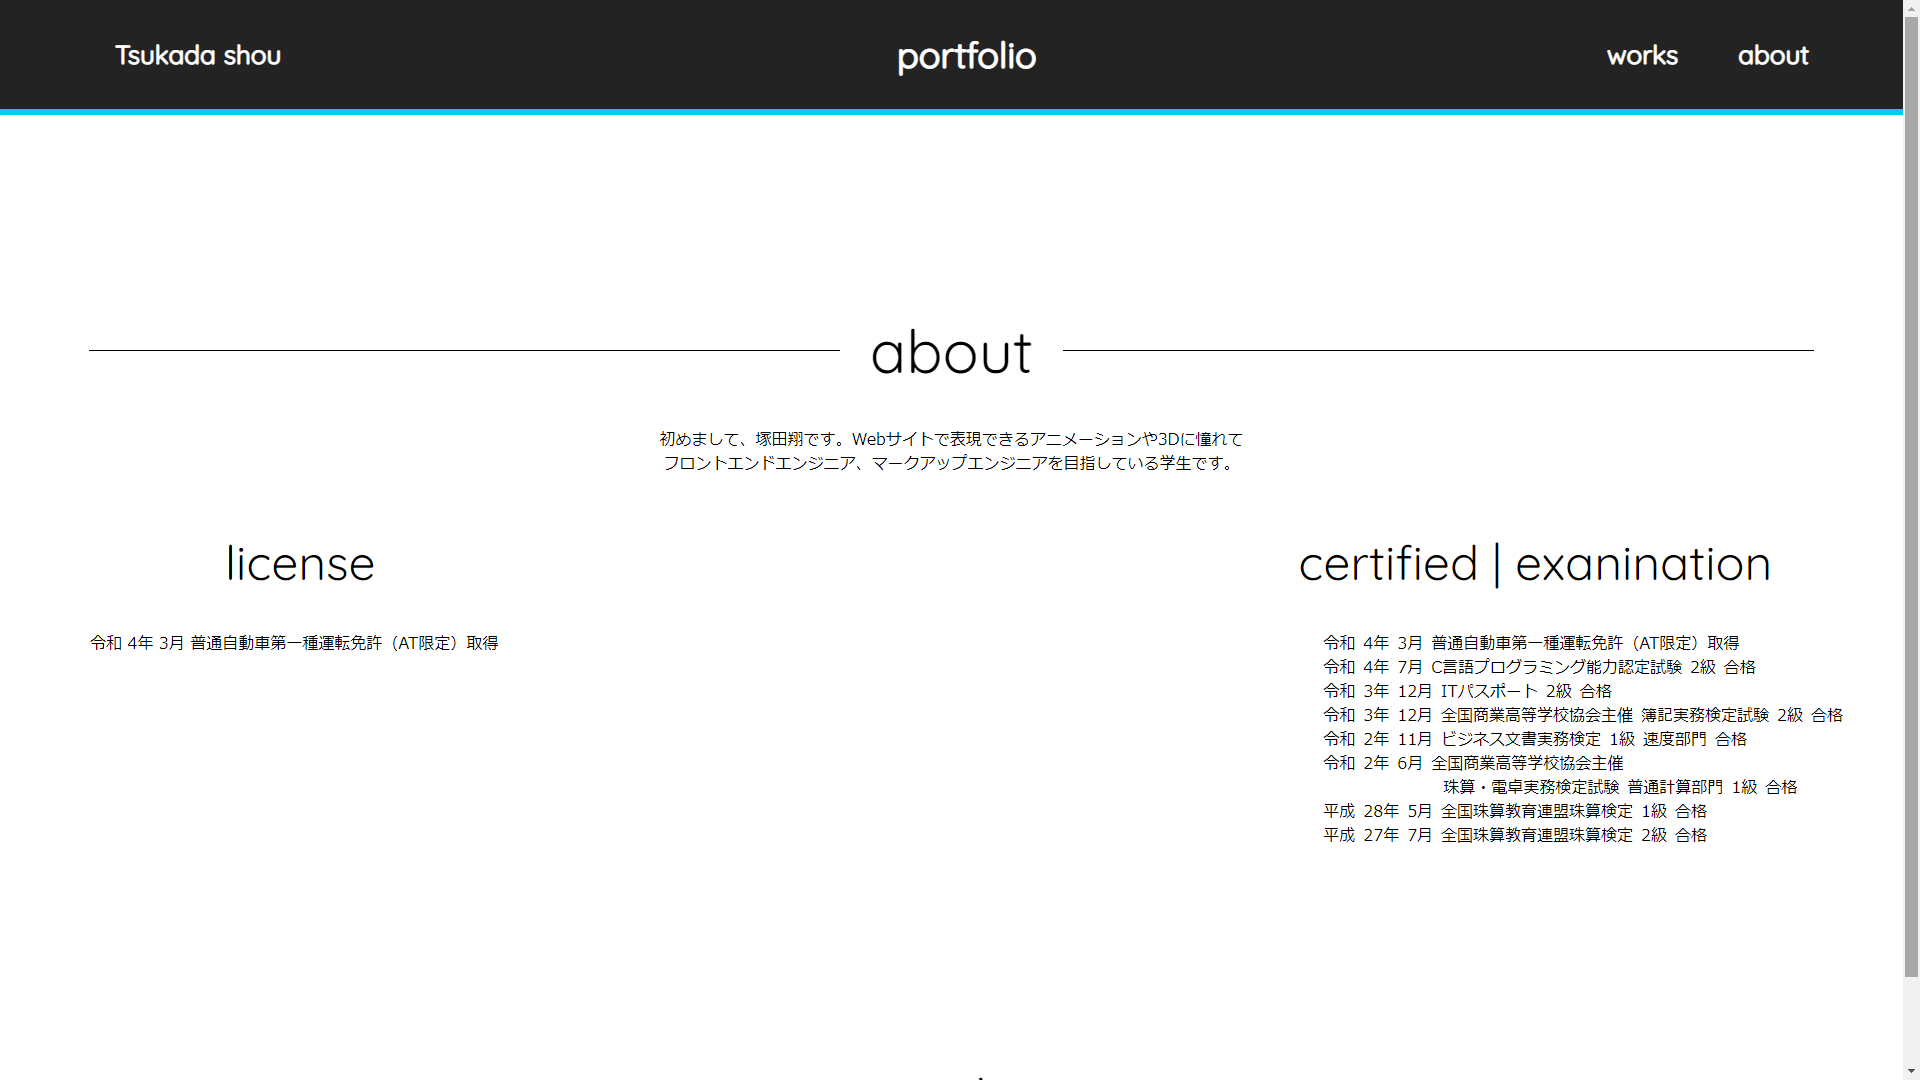 Tsukada shou
portfolio
works
about
about
初めまして、塚田翔です。Webサイトで表現できるアニメーションや3Dに憧れて
フロントエンドエンジニア、マークアップエンジニアを目指している学生です。
license
令和 4年 3月 普通自動車第一種運転免許（AT限定）取得
certified | exanination
令和 4年 3月 普通自動車第一種運転免許（AT限定）取得
令和 4年 7月 C言語プログラミング能力認定試験 2級 合格
令和 3年 12月 ITパスポート 2級 合格
令和 3年 12月 全国商業高等学校協会主催 簿記実務検定試験 2級 合格
令和 2年 11月 ビジネス文書実務検定 1級 速度部門 合格
令和 2年 6月 全国商業高等学校協会主催
珠算・電卓実務検定試験 普通計算部門 1級 合格
平成 28年 5月 全国珠算教育連盟珠算検定 1級 合格
平成 27年 7月 全国珠算教育連盟珠算検定 2級 合格